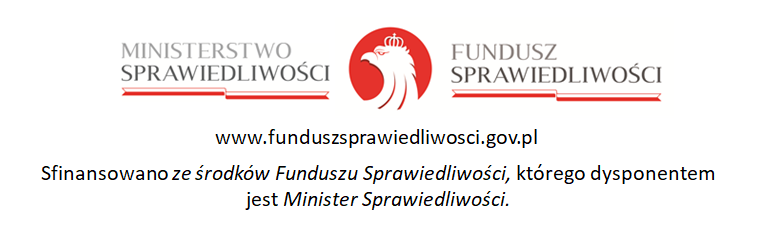 MINISTERSTWO
SPRAWIEDLIWOŚCI
FUNDUSZ
SPRAWIEDLIWOŚCI
www.funduszsprawiedliwosci.gov.pl
Sfinansowano ze środków Funduszu Sprawiedliwości, którego dysponentem
jest Minister Sprawiedliwości.